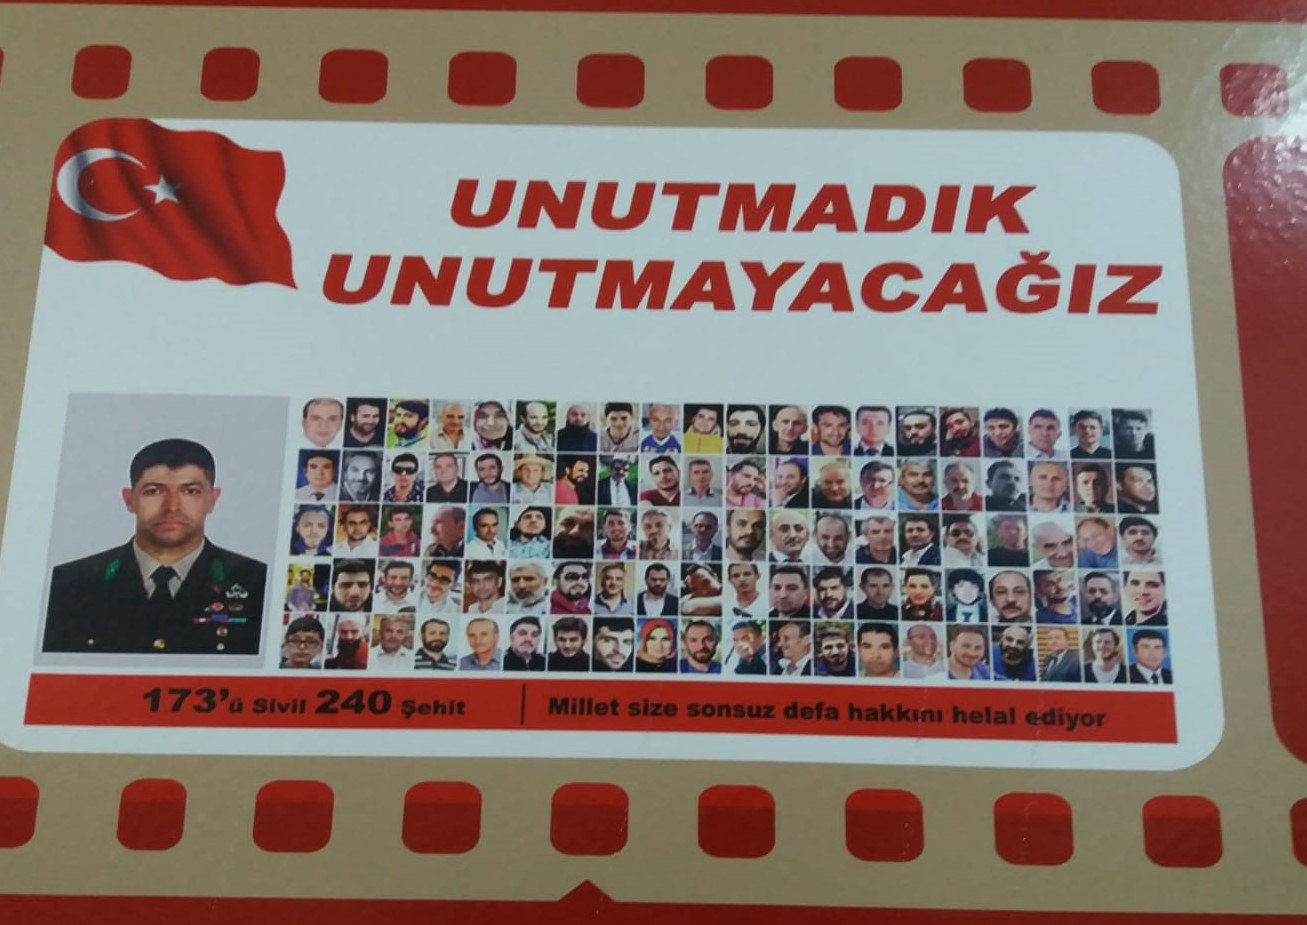 UNUTMADIK
UNUTMAYACAĞIZ
173'ü Sivil 240 Şehit | Millet size sonsuz defa hakkını helal ediyor